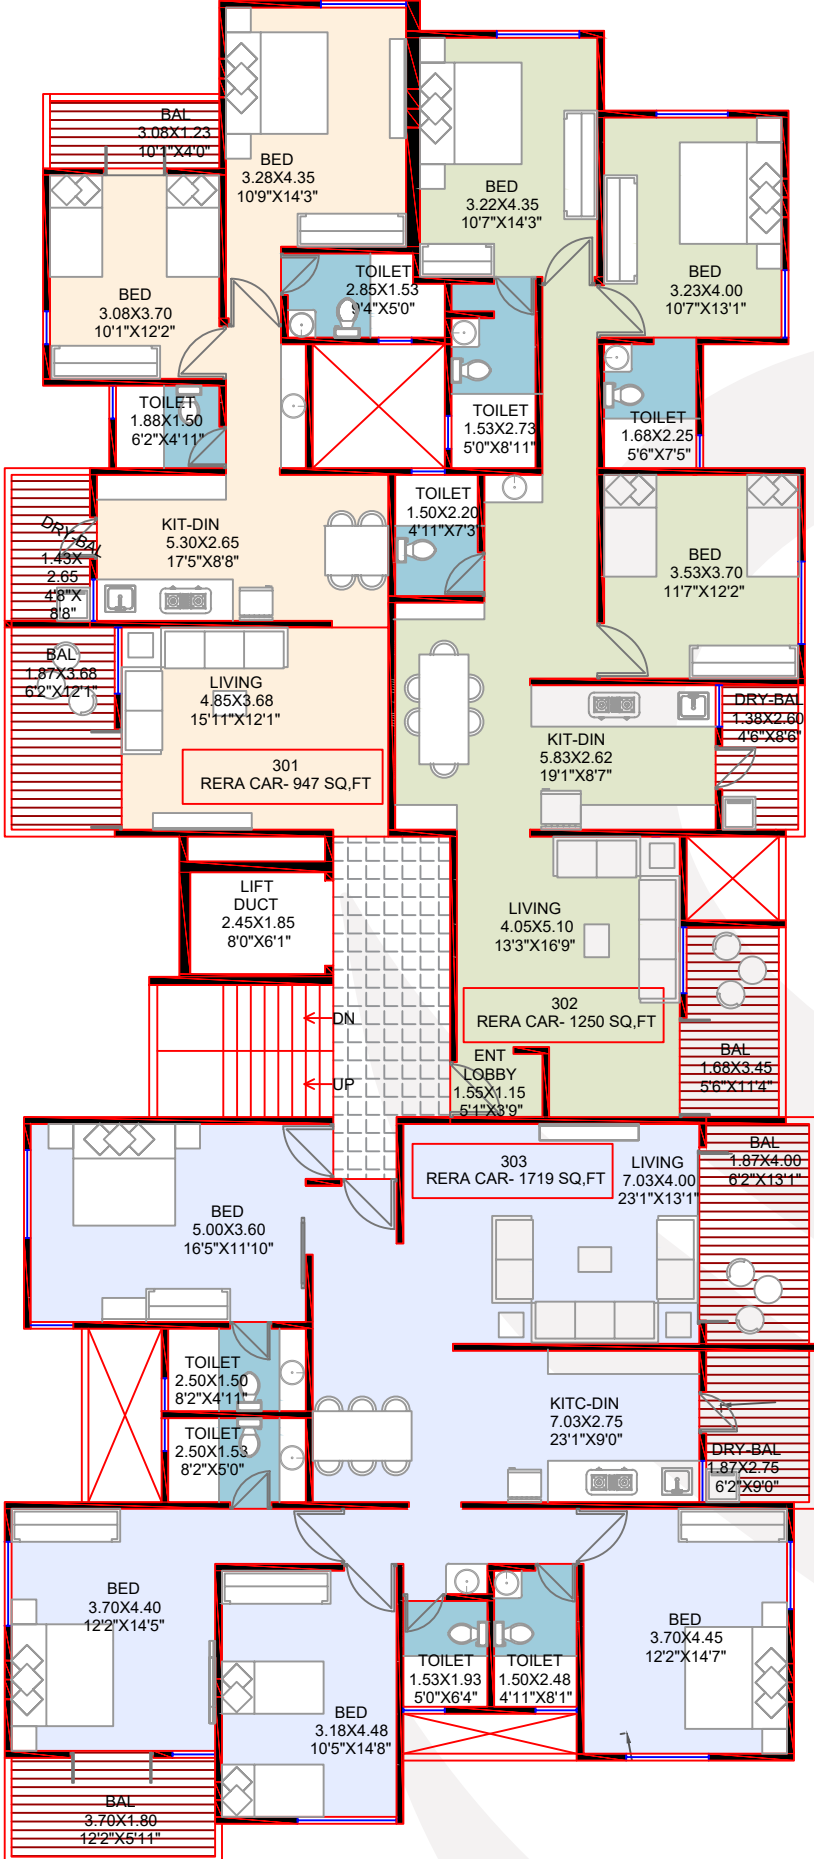 BAL
3.08X1.23
10'1"X4'0"
BED
3.28X4.35
10'9"X14'3"
BED
3.22X4.35
10'7"X14'3"
BED
3.23X4.00
10'7"X13'1"
BED
3.08X3.70
10'1"X12'2"
TOILET
2.85X1.53
9'4"X5'0"
TOILET
1.88X1.50
6'2"X4'11"
TOILET
1.53X2.73
5'0"X8'11"
TOILET
1.68X2.25
5'6"X7'5"
DRY-BAL
1.43X
2.65
4'8"X
8'8"
KIT-DIN
5.30X2.65
17'5"X8'8"
TOILET
1.50X2.20
4'11"X7'3"
BED
3.53X3.70
11'7"X12'2"
BAL
1.87X3.68
6'2"X12'1"
LIVING
4.85X3.68
15'11"X12'1"
301
RERA CAR- 947 SQ,FT
KIT-DIN
5.83X2.62
19'1"X8'7"
DRY-BAL
1.38X2.60
4'6"X8'6"
LIFT
DUCT
2.45X1.85
8'0"X6'1"
LIVING
4.05X5.10
13'3"X16'9"
302
RERA CAR- 1250 SQ,FT
DN
UP
ENT
LOBBY
1.55X1.15
5'1"X3'9"
BAL
1.68X3.45
5'6"X11'4"
303
RERA CAR- 1719 SQ,FT
LIVING
7.03X4.00
23'1"X13'1"
BAL
1.87X4.00
6'2"X13'1"
BED
5.00X3.60
16'5"X11'10"
TOILET
2.50X1.50
8'2"X4'11"
TOILET
2.50X1.53
8'2"X5'0"
KITC-DIN
7.03X2.75
23'1"X9'0"
DRY-BAL
1.87X2.75
6'2"X9'0"
BED
3.70X4.40
12'2"X14'5"
BED
3.18X4.48
10'5"X14'8"
TOILET
1.53X1.93
5'0"X6'4"
TOILET
1.50X2.48
4'11"X8'1"
BED
3.70X4.45
12'2"X14'7"
BAL
3.70X1.80
12'2"X5'11"